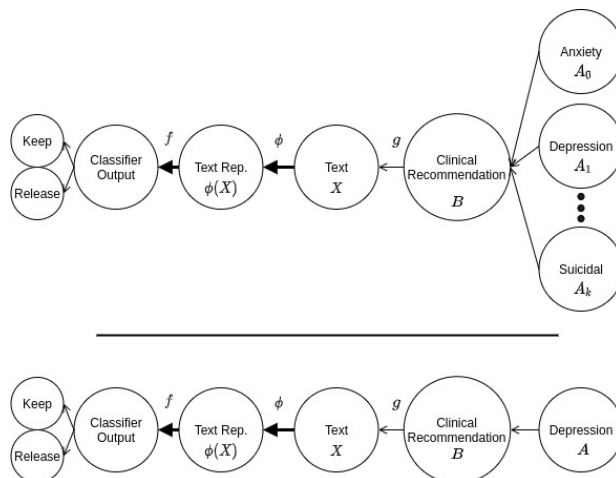 Anxiety
A₀
Keep
Release
Classifier
Output
f
Text Rep.
ϕ(X)
ϕ
Text
X
g
Clinical
Recommendation
B
Depression
A₁
Suicidal
Aₖ
Keep
Release
Classifier
Output
f
Text Rep.
ϕ(X)
ϕ
Text
X
g
Clinical
Recommendation
B
Depression
A